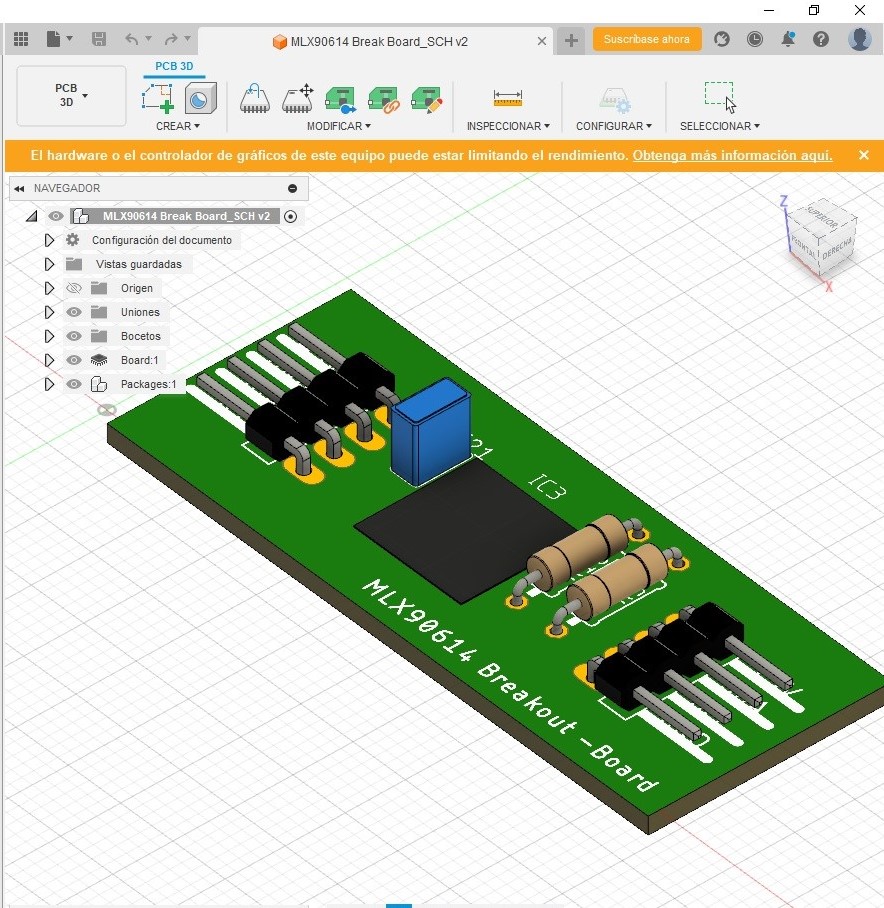 MLX90614 Break Board_SCH v2
Suscríbase ahora
PCB 3D
PCB
3D
CREAR
MODIFICAR
INSPECCIONAR
CONFIGURAR
SELECCIONAR
El hardware o el controlador de gráficos de este equipo puede estar limitando el rendimiento. Obtenga más información aquí.
NAVEGADOR
MLX90614 Break Board_SCH v2
Configuración del documento
Vistas guardadas
Origen
Uniones
Bocetos
Board:1
Packages:1
Z
SUPERIOR
FRONTAL
DERECHA
X
IC3
MLX90614 Breakout -Board